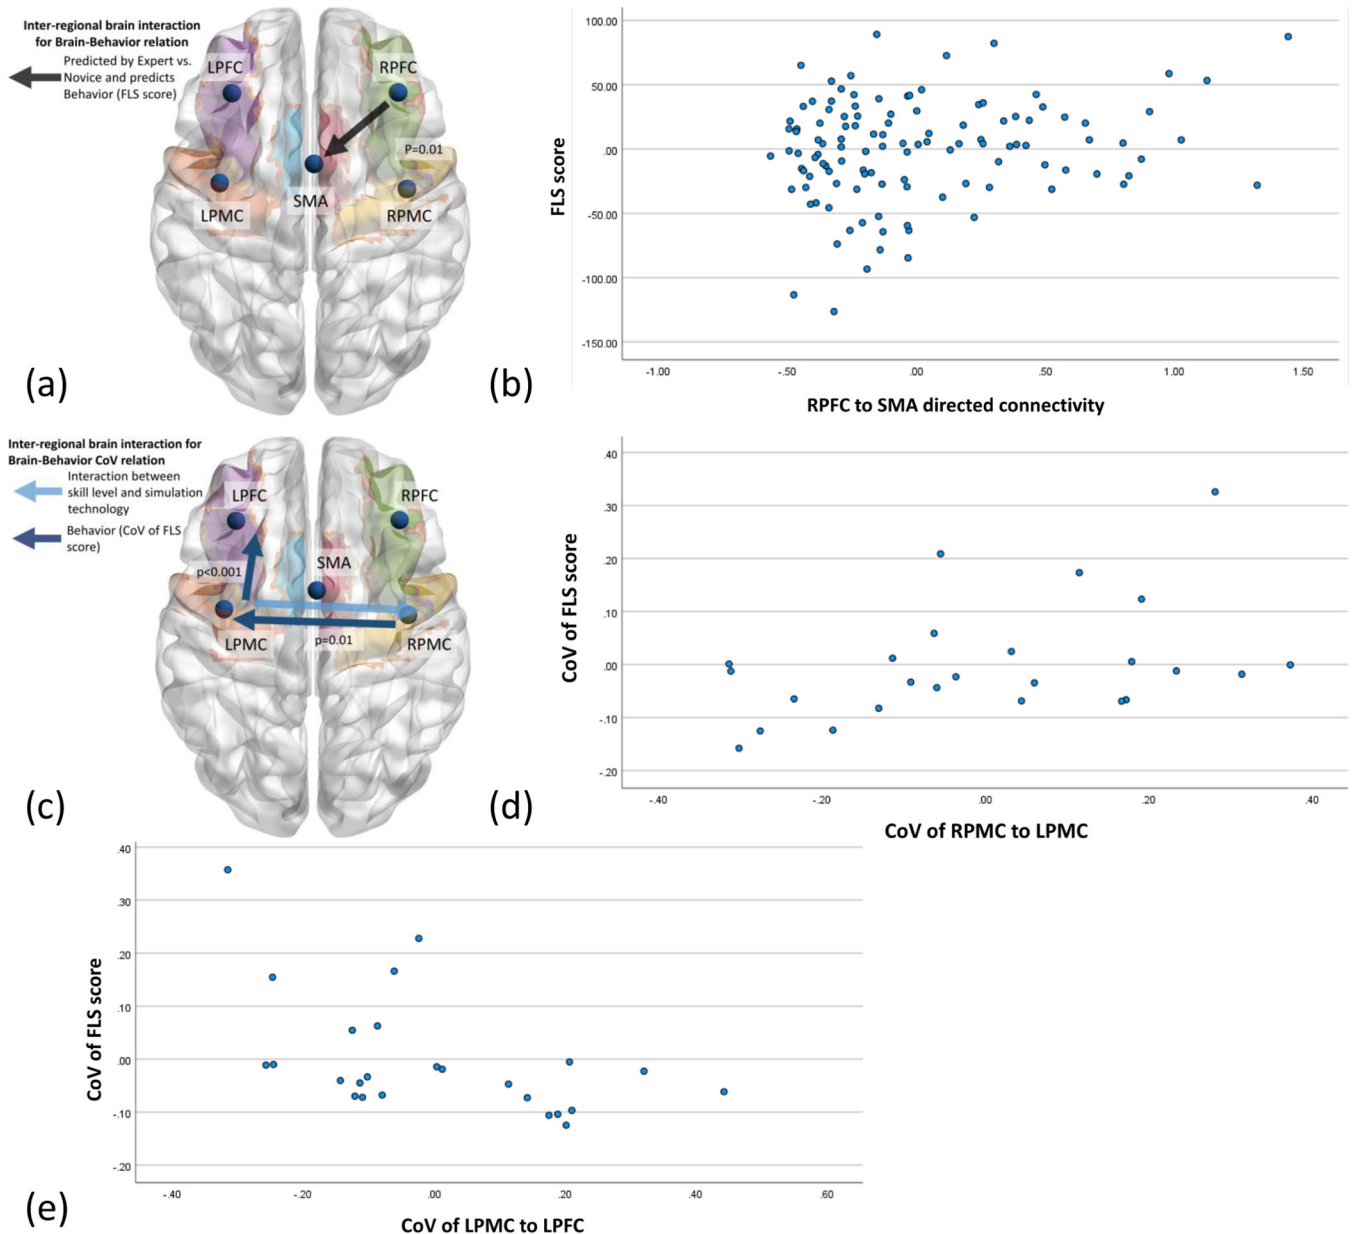 Inter-regional brain interaction
for Brain-Behavior relation
Predicted by Expert vs.
Novice and predicts
Behavior (FLS score)
LPFC
RPFC
P=0.01
SMA
LPMC
RPMC
(a)
100.00
50.00
.00
-50.00
-100.00
-150.00
FLS score
-1.00
-.50
.00
.50
1.00
1.50
RPFC to SMA directed connectivity
(b)
Inter-regional brain interaction for
Brain-Behavior CoV relation
Interaction between
skill level and simulation
technology
Behavior (CoV of FLS
score)
LPFC
RPFC
SMA
p<0.001
LPMC
p=0.01
RPMC
(c)
.40
.30
.20
.10
.00
-.10
-.20
CoV of FLS score
-.40
-.20
.00
.20
.40
CoV of RPMC to LPMC
(d)
.40
.30
.20
.10
.00
-.10
-.20
CoV of FLS score
-.40
-.20
.00
.20
.40
.60
CoV of LPMC to LPFC
(e)